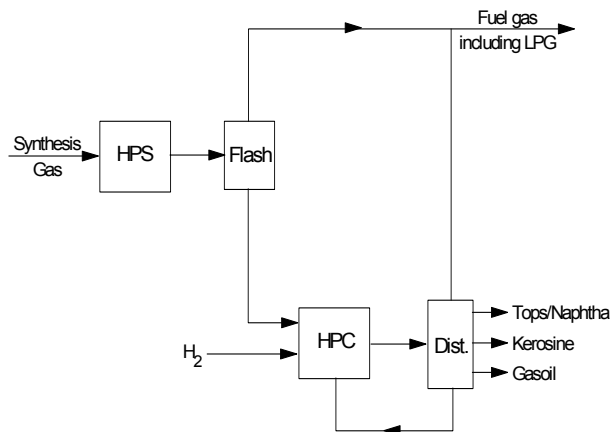 Fuel gas
including LPG
Synthesis
Gas
HPS
Flash
H2
HPC
Dist.
Tops/Naphtha
Kerosine
Gasoil